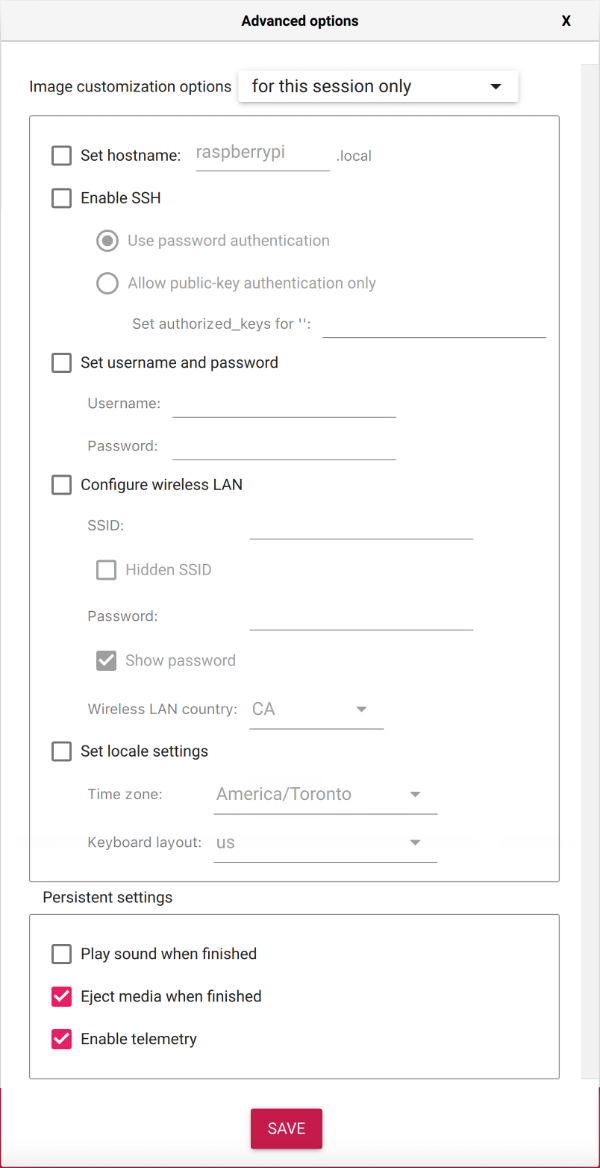 Advanced options X
Image customization options for this session only
Set hostname: raspberrypi .local
Enable SSH
Use password authentication
Allow public-key authentication only
Set authorized_keys for '':
Set username and password
Username:
Password:
Configure wireless LAN
SSID:
Hidden SSID
Password:
Show password
Wireless LAN country: CA
Set locale settings
Time zone: America/Toronto
Keyboard layout: us
Persistent settings
Play sound when finished
Eject media when finished
Enable telemetry
SAVE